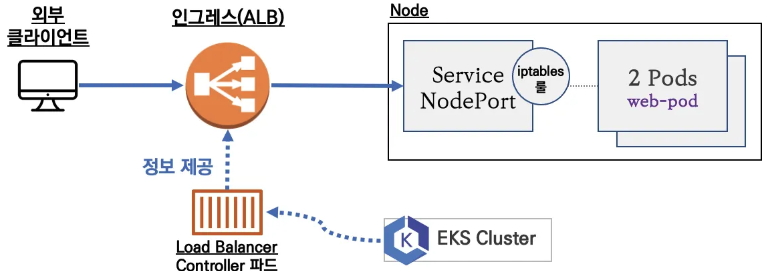 외부
클라이언트
인그레스(ALB)
Node
Service
NodePort
iptables
룰
2 Pods
web-pod
정보 제공
Load Balancer
Controller 파드
K
EKS Cluster